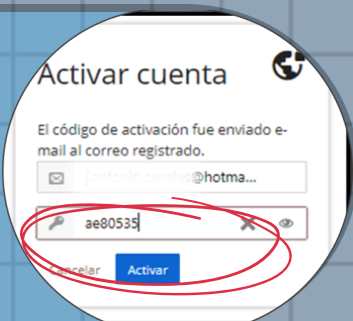 Activar cuenta
El código de activación fue enviado e-
mail al correo registrado.
@hotma...
ae80535
Cancelar Activar